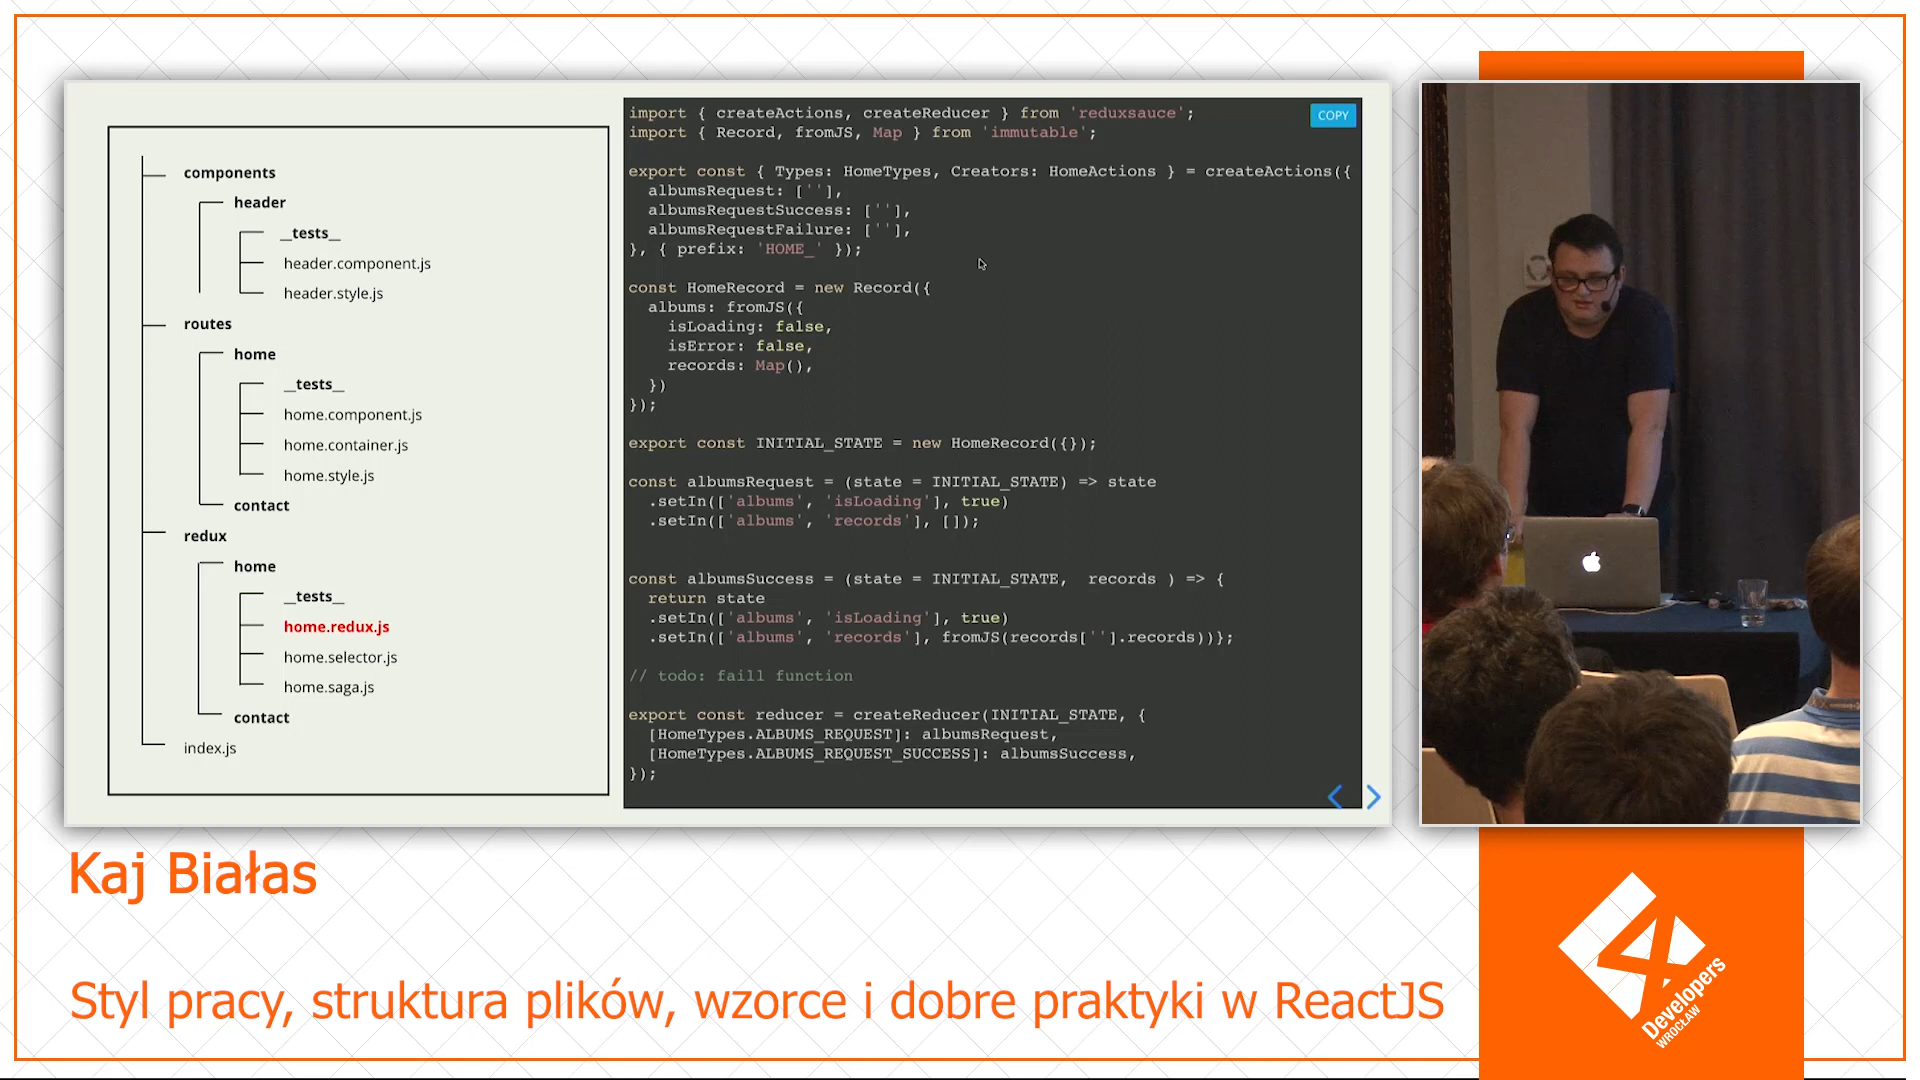 components
header
__tests__
header.component.js
header.style.js
routes
home
__tests__
home.component.js
home.container.js
home.style.js
contact
redux
home
__tests__
home.redux.js
home.selector.js
home.saga.js
contact
index.js
import { createActions, createReducer } from 'reduxsauce';
import { Record, fromJS, Map } from 'immutable';
COPY
export const { Types: HomeTypes, Creators: HomeActions } = createActions({
albumsRequest: [''],
albumsRequestSuccess: [''],
albumsRequestFailure: [''],
}, { prefix: 'HOME_' });
const HomeRecord = new Record({
albums: fromJS({
isLoading: false,
isError: false,
records: Map(),
})
});
export const INITIAL_STATE = new HomeRecord({});
const albumsRequest = (state = INITIAL_STATE) => state
.setIn(['albums', 'isLoading'], true)
.setIn(['albums', 'records'], []);
const albumsSuccess = (state = INITIAL_STATE,  records ) => {
return state
.setIn(['albums', 'isLoading'], true)
.setIn(['albums', 'records'], fromJS(records[''].records))};
// todo: faill function
export const reducer = createReducer(INITIAL_STATE, {
[HomeTypes.ALBUMS_REQUEST]: albumsRequest,
[HomeTypes.ALBUMS_REQUEST_SUCCESS]: albumsSuccess,
});
Kaj Białas
Styl pracy, struktura plików, wzorce i dobre praktyki w ReactJS
4
Developers
WROCŁAW